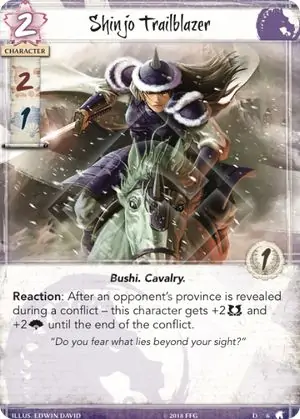 2
Shinjo Trailblazer
CHARACTER
2
1
1
Bushi. Cavalry.
Reaction: After an opponent's province is revealed
during a conflict – this character gets +2 and
+2 until the end of the conflict.
"Do you fear what lies beyond your sight?"
ILLUS. EDWIN DAVID © 2018 FFG D 6